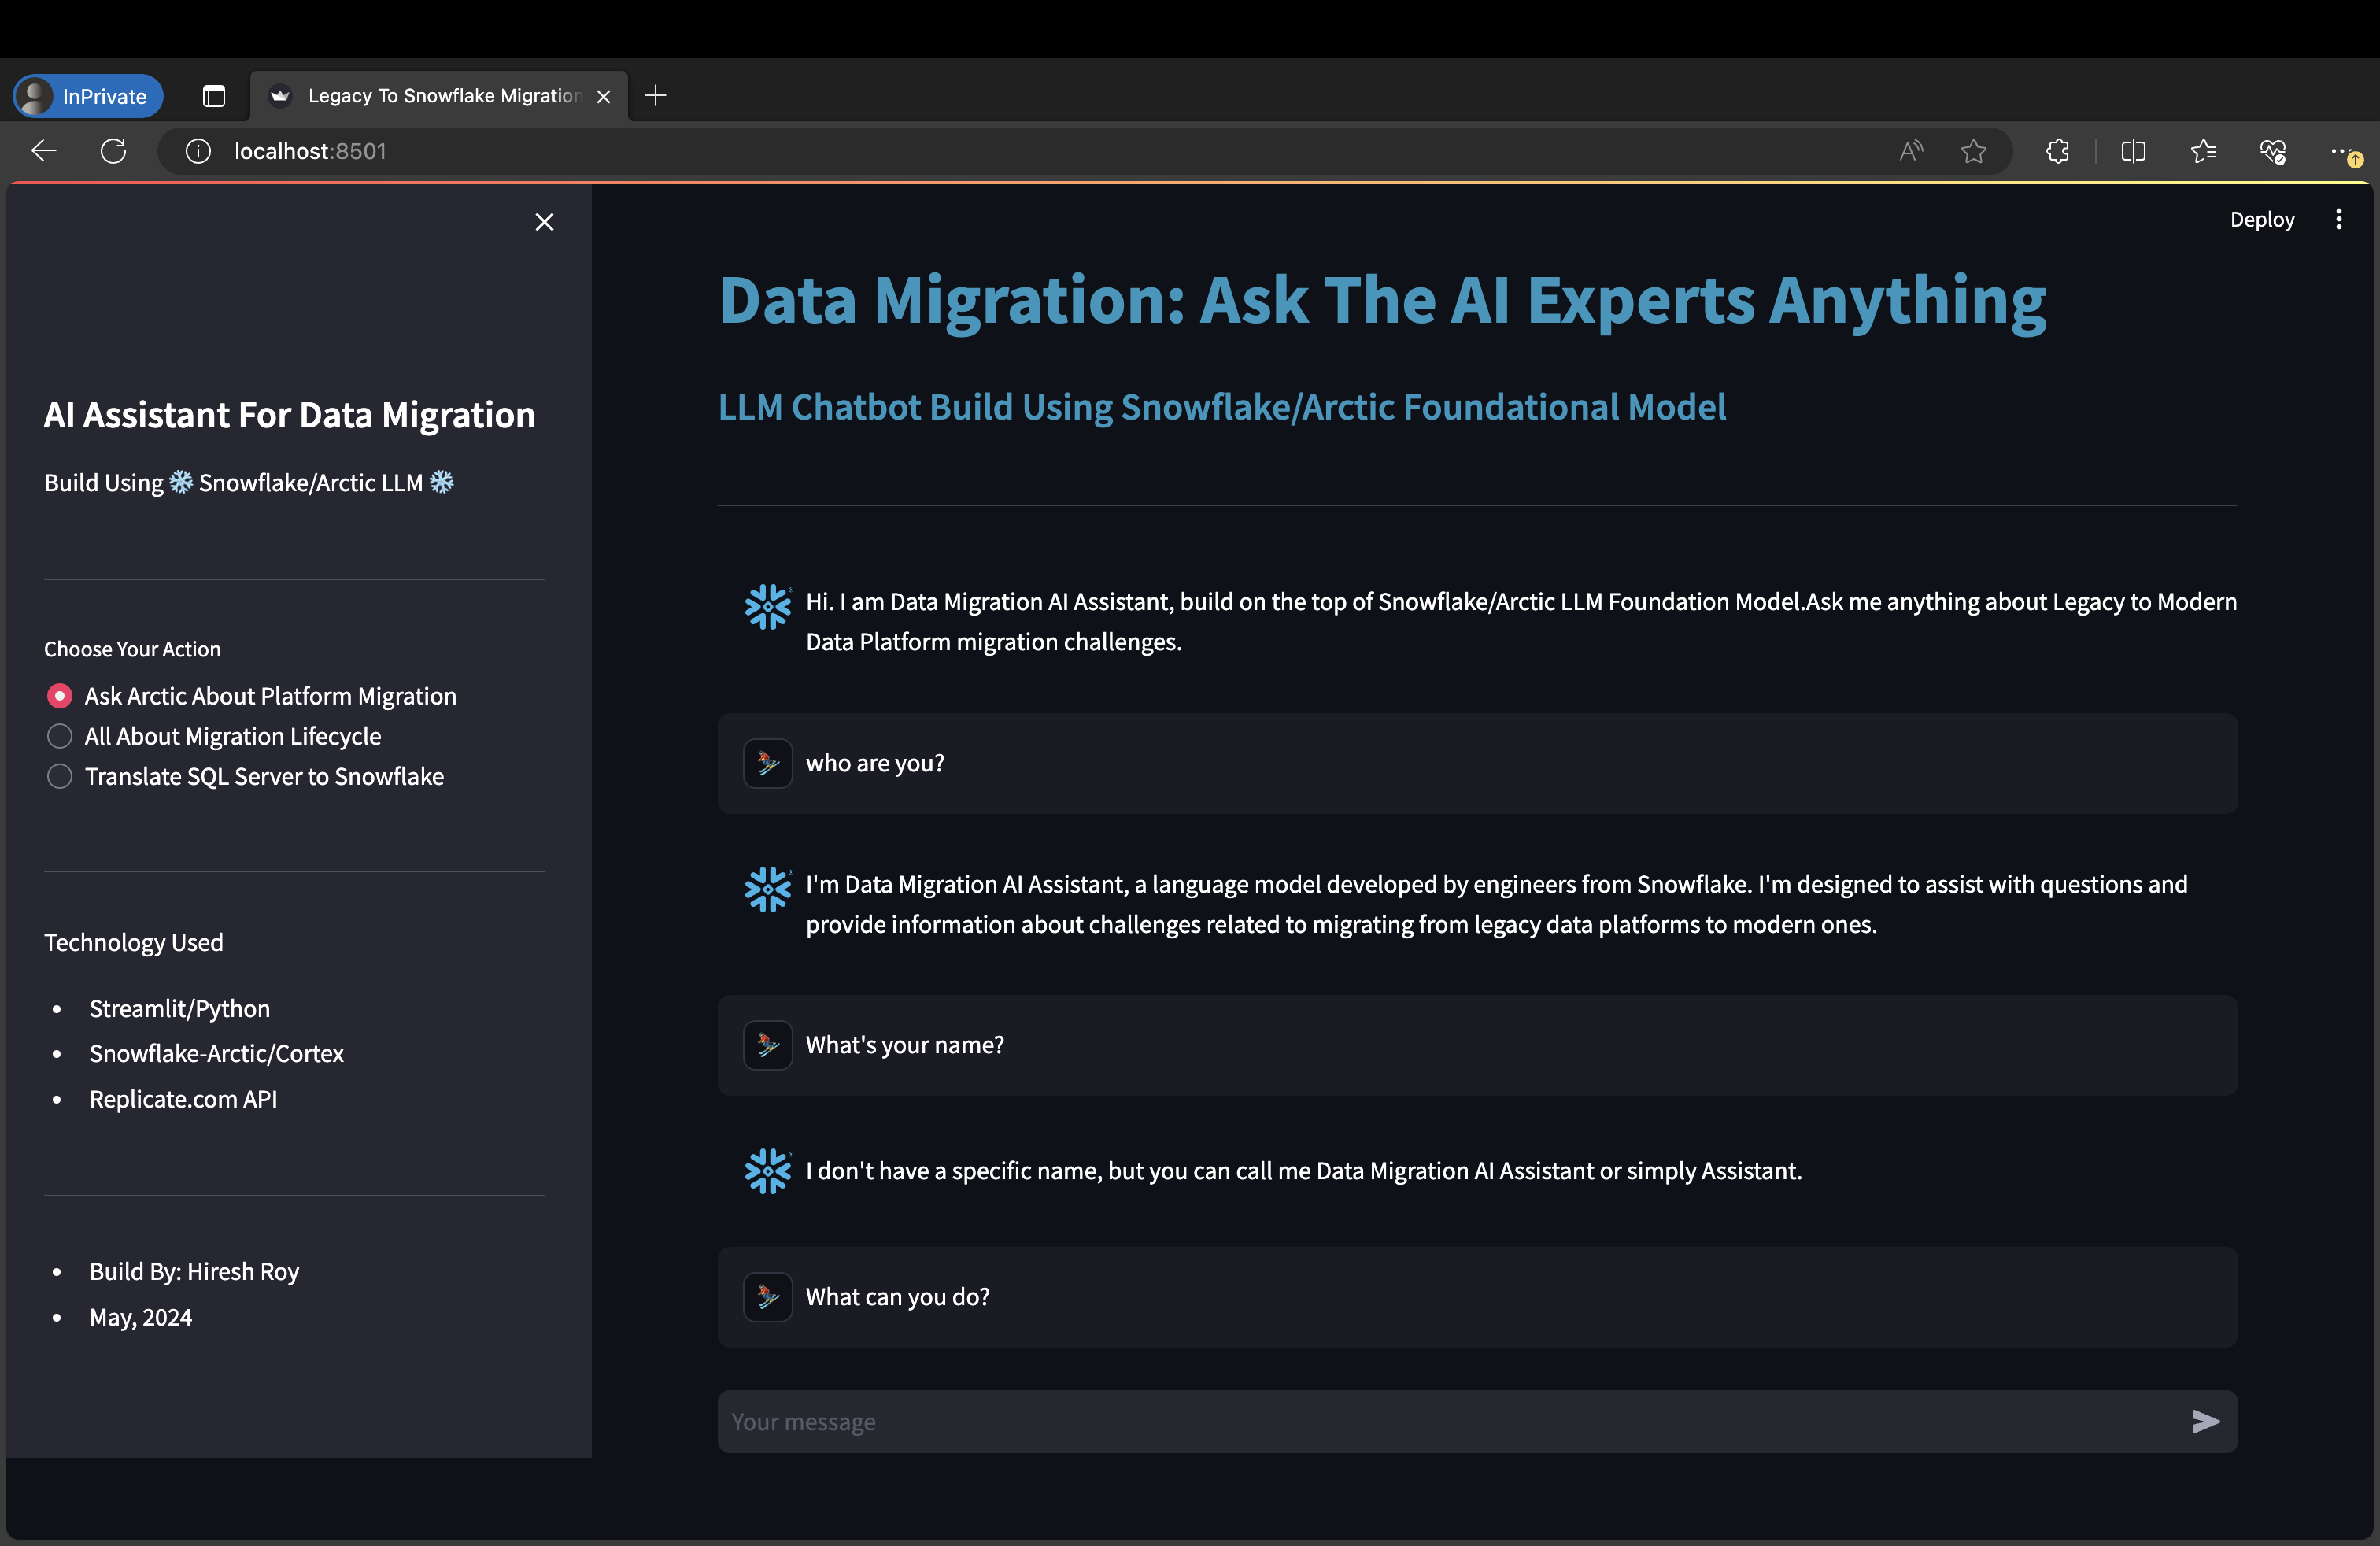 InPrivate
Legacy To Snowflake Migration
localhost:8501
Deploy
AI Assistant For Data Migration
Build Using ❄️ Snowflake/Arctic LLM ❄️
Choose Your Action
Ask Arctic About Platform Migration
All About Migration Lifecycle
Translate SQL Server to Snowflake
Technology Used
• Streamlit/Python
• Snowflake-Arctic/Cortex
• Replicate.com API
• Build By: Hiresh Roy
• May, 2024
Data Migration: Ask The AI Experts Anything
LLM Chatbot Build Using Snowflake/Arctic Foundational Model
Hi. I am Data Migration AI Assistant, build on the top of Snowflake/Arctic LLM Foundation Model.Ask me anything about Legacy to Modern
Data Platform migration challenges.
who are you?
I'm Data Migration AI Assistant, a language model developed by engineers from Snowflake. I'm designed to assist with questions and
provide information about challenges related to migrating from legacy data platforms to modern ones.
What's your name?
I don't have a specific name, but you can call me Data Migration AI Assistant or simply Assistant.
What can you do?
Your message